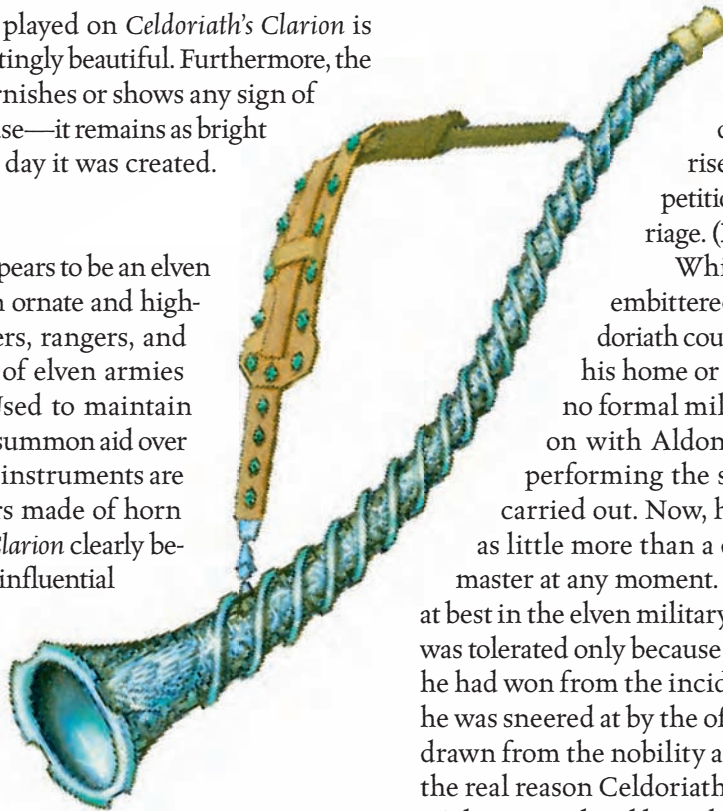 played on Celdoriath's Clarion is
tingly beautiful. Furthermore, the
rnishes or shows any sign of
use—it remains as bright
day it was created.
pears to be an elven
n ornate and high-
ers, rangers, and
of elven armies
Used to maintain
summon aid over
instruments are
rs made of horn
Clarion clearly be-
influential
rise
petitio
riage. (
Whi
embittered
doriath cou
his home or
no formal mil
on with Aldon
performing the s
carried out. Now, h
as little more than a
master at any moment.
at best in the elven military
was tolerated only because
he had won from the incid
he was sneered at by the of
drawn from the nobility a
the real reason Celdoriath